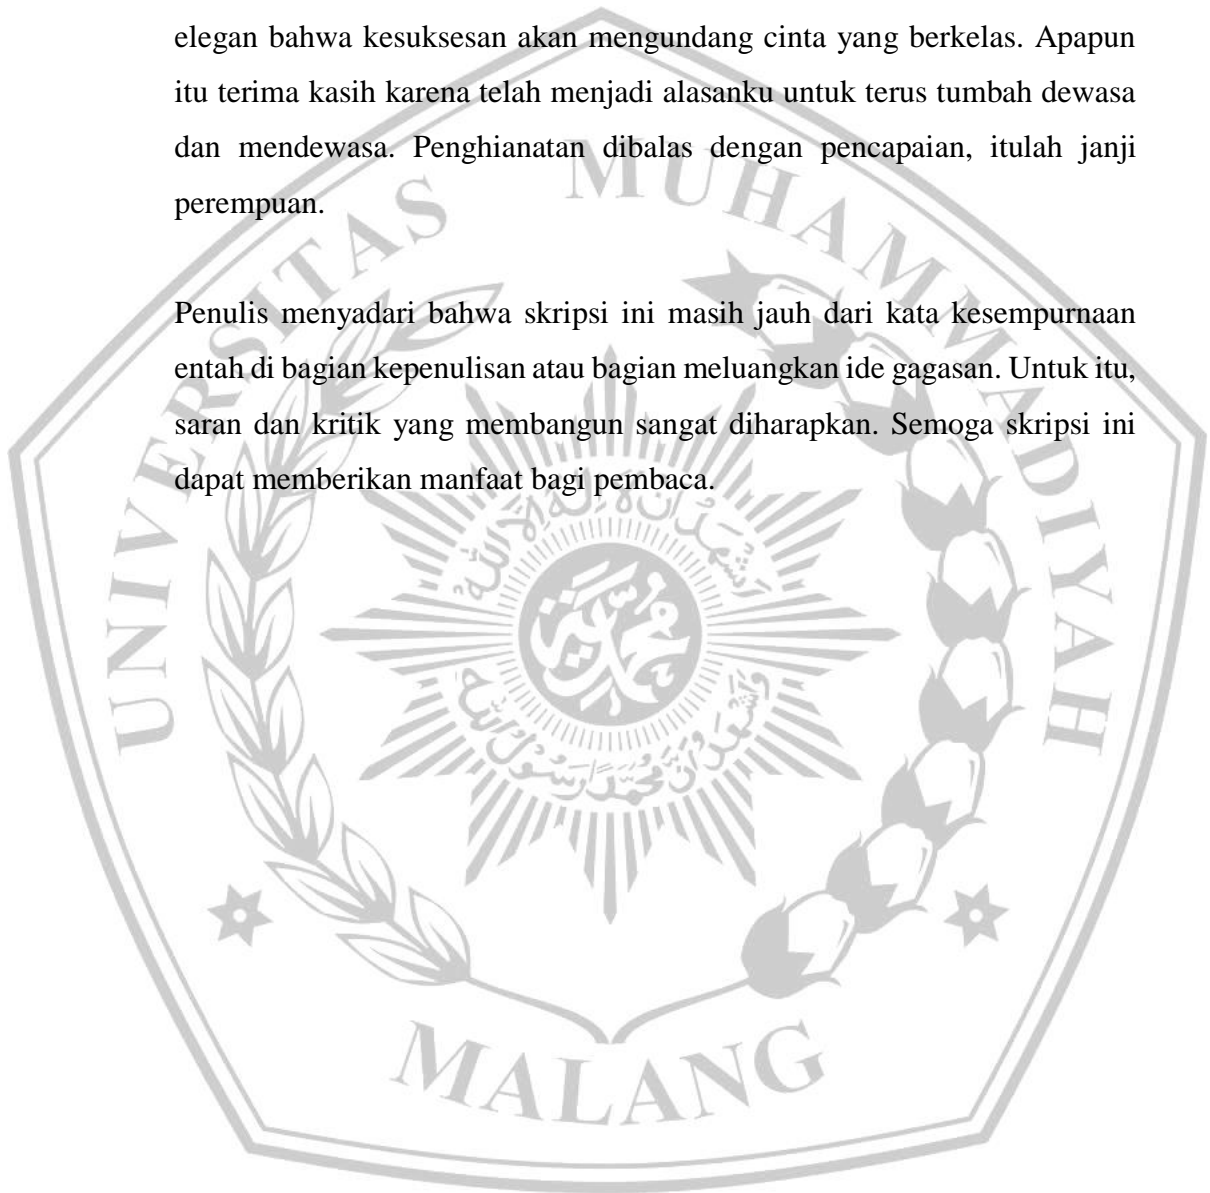 elegan bahwa kesuksesan akan mengundang cinta yang berkelas. Apapun
itu terima kasih karena telah menjadi alasanku untuk terus tumbah dewasa
dan mendewasa. Penghianatan dibalas dengan pencapaian, itulah janji
perempuan.
Penulis menyadari bahwa skripsi ini masih jauh dari kata kesempurnaan
entah di bagian kepenulisan atau bagian meluangkan ide gagasan. Untuk itu,
saran dan kritik yang membangun sangat diharapkan. Semoga skripsi ini
dapat memberikan manfaat bagi pembaca.
UNIVERSITAS MUHAMMADIYAH
MALANG